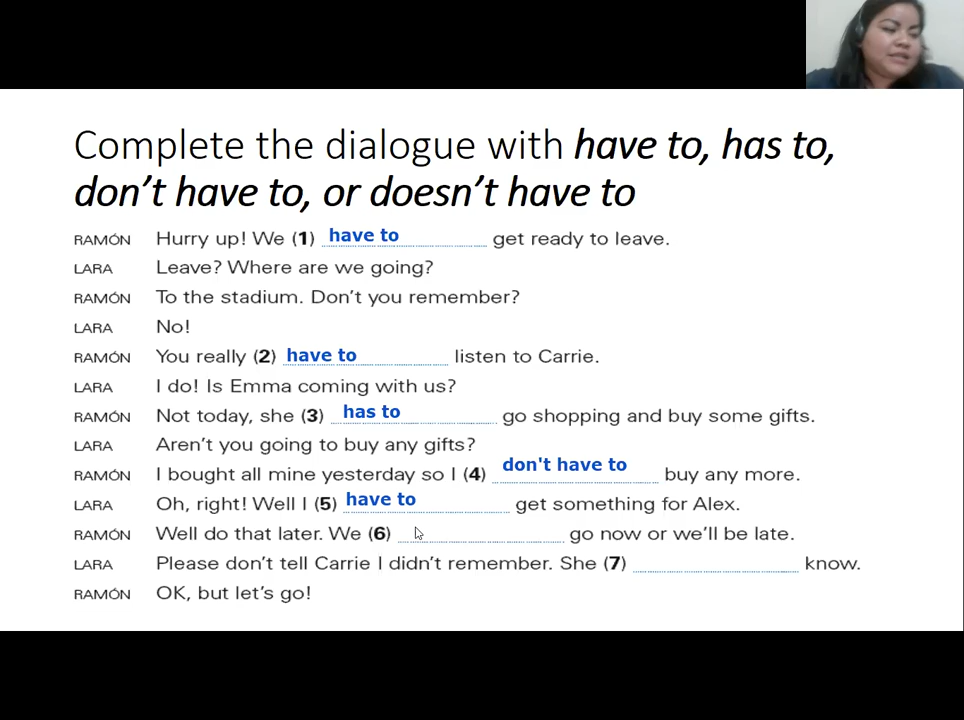 Complete the dialogue with have to, has to,
don't have to, or doesn't have to
RAMÓN Hurry up! We (1) have to get ready to leave.
LARA Leave? Where are we going?
RAMÓN To the stadium. Don't you remember?
LARA No!
RAMÓN You really (2) have to listen to Carrie.
LARA I do! Is Emma coming with us?
RAMÓN Not today, she (3) has to go shopping and buy some gifts.
LARA Aren't you going to buy any gifts?
RAMÓN I bought all mine yesterday so I (4) don't have to buy any more.
LARA Oh, right! Well I (5) have to get something for Alex.
RAMÓN Well do that later. We (6) go now or we'll be late.
LARA Please don't tell Carrie I didn't remember. She (7) know.
RAMÓN OK, but let's go!